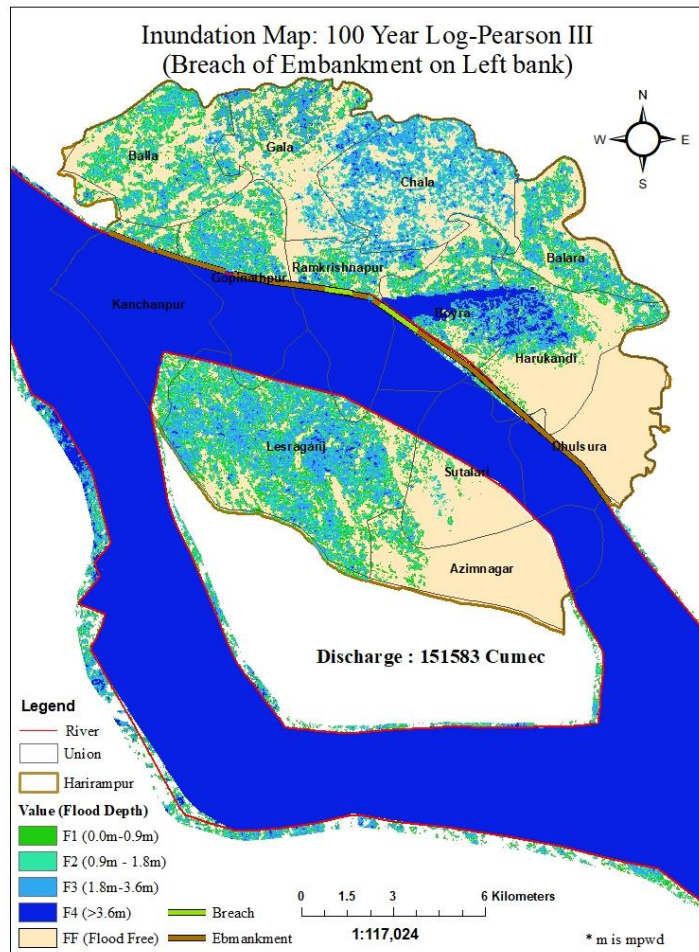 Inundation Map: 100 Year Log-Pearson III
(Breach of Embankment on Left bank)
N
W E
S
Balla
Gala
Chala
Balara
Ramkrishnapur
Gopinathpur
Kanchanpur
Boyra
Harukandi
Lesraganj
Sutalari
Dhulsura
Azimnagar
Discharge : 151583 Cumec
Legend
River
Union
Harirampur
Value (Flood Depth)
F1 (0.0m-0.9m)
F2 (0.9m - 1.8m)
F3 (1.8m-3.6m)
F4 (>3.6m)
FF (Flood Free)
Breach
Ebmankment
0 1.5 3 6 Kilometers
1:117,024
* m is mpwd